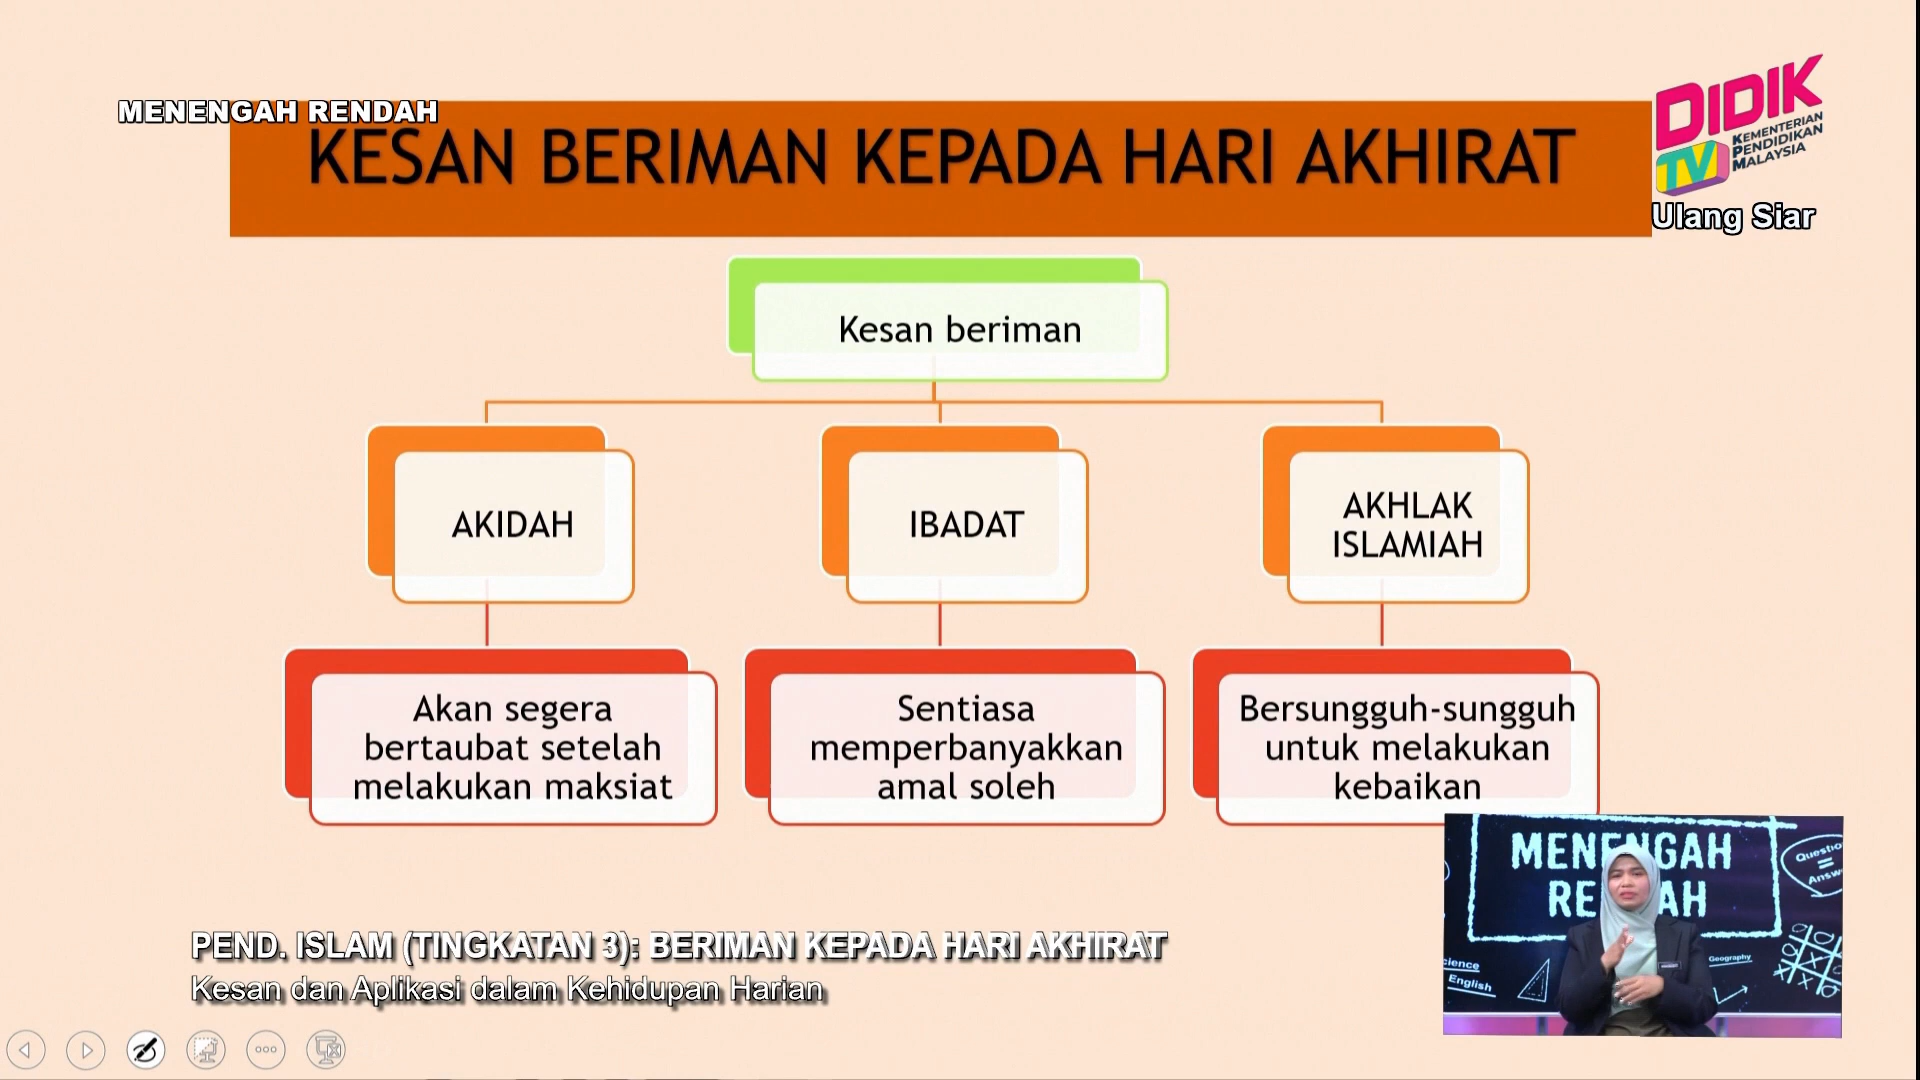 MENENGAH RENDAH
KESAN BERIMAN KEPADA HARI AKHIRAT
DIDIK
TV
KEMENTERIAN
PENDIDIKAN
MALAYSIA
Ulang Siar
Kesan beriman
AKIDAH
IBADAT
AKHLAK
ISLAMIAH
Akan segera
bertaubat setelah
melakukan maksiat
Sentiasa
memperbanyakkan
amal soleh
Bersungguh-sungguh
untuk melakukan
kebaikan
MENENGAH
Question
=
PEND. ISLAM (TINGKATAN 3): BERIMAN KEPADA HARI AKHIRAT
Kesan dan Aplikasi dalam Kehidupan Harian
English
Geography